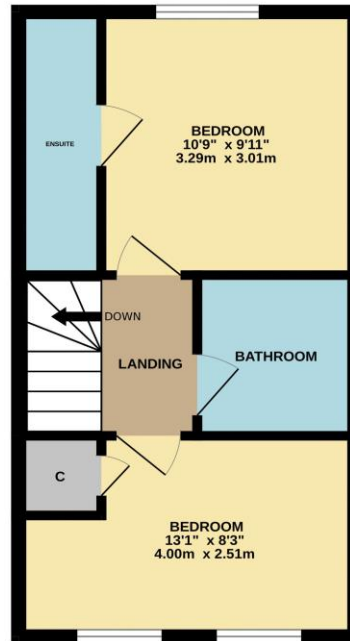 ENSUITE
BEDROOM
10'9" x 9'11"
3.29m x 3.01m
DOWN
LANDING
BATHROOM
C
BEDROOM
13'1" x 8'3"
4.00m x 2.51m